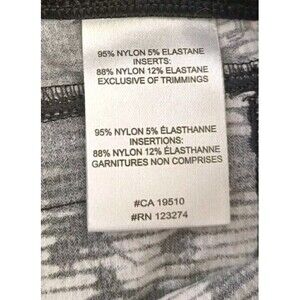 95% NYLON 5% ELASTANE
INSERTS:
88% NYLON 12% ELASTANE
EXCLUSIVE OF TRIMMINGS
95% NYLON 5% ÉLASTHANNE
INSERTIONS:
88% NYLON 12% ÉLASTHANNE
GARNITURES NON COMPRISES
#CA 19510
#RN 123274